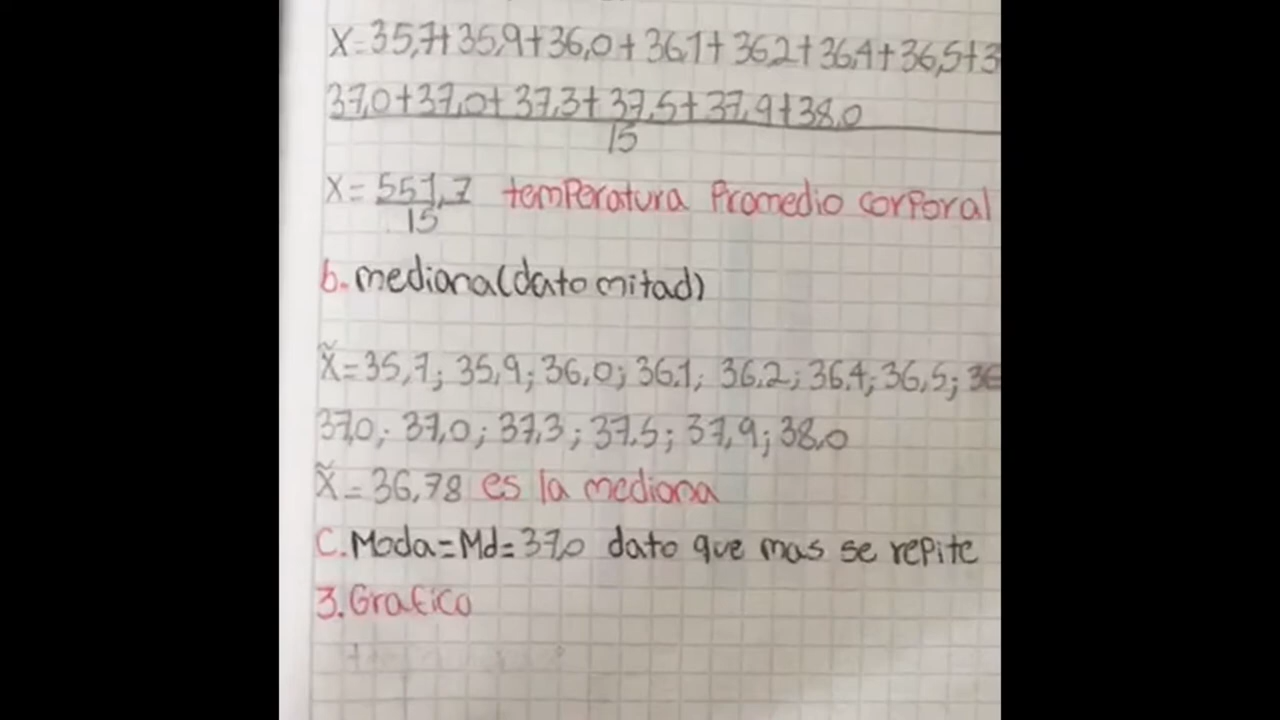 X=35,7+35,9+36,0+36,1+36,2+36,4+36,5+3
37,0+37,0+37,3+37,5+37,9+38,0
15
X=551,7 temperatura Promedio corporal
15
b.mediana(dato mitad)
X̃=35,7; 35,9; 36,0; 36,1; 36,2; 36,4; 36,5; 36
37,0; 37,0; 37,3; 37,5; 37,9; 38,0
X̃=36,78 es la mediana
C.Moda=Md=37,0 dato que mas se repite
3.Grafico